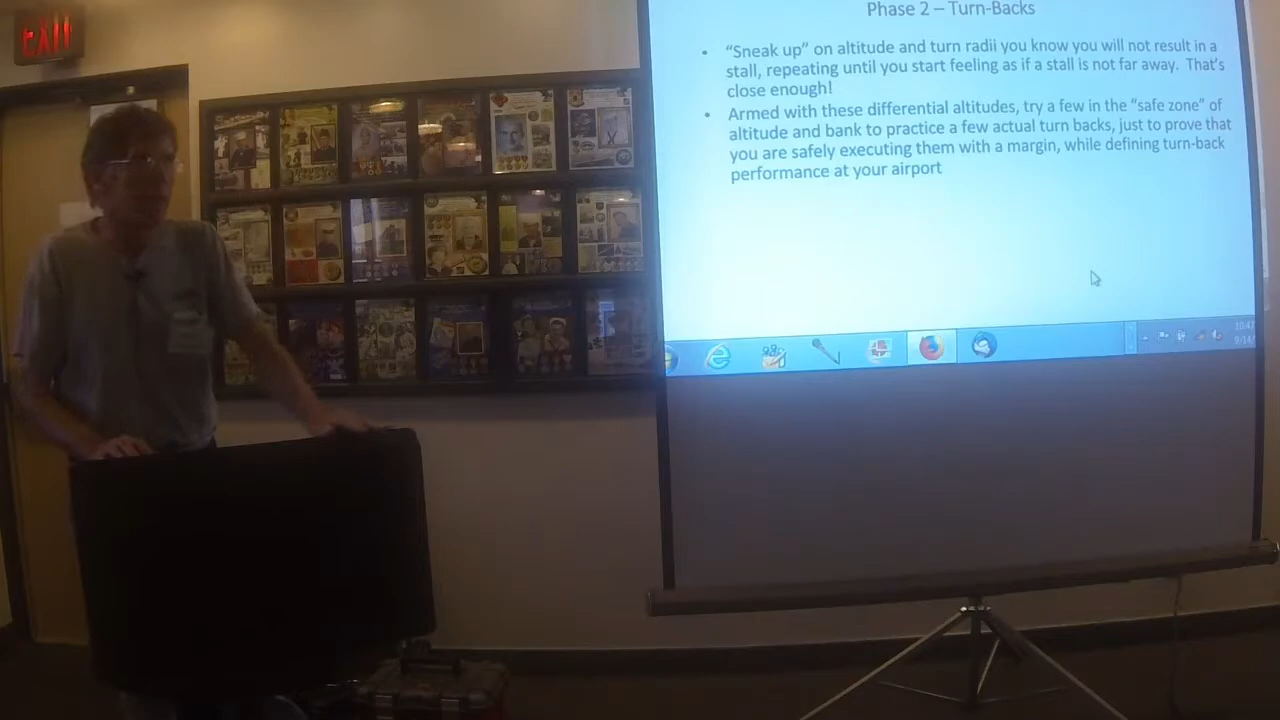 EXIT
Phase 2 – Turn-Backs
• "Sneak up" on altitude and turn radii you know you will not result in a
stall, repeating until you start feeling as if a stall is not far away. That's
close enough!
• Armed with these differential altitudes, try a few in the "safe zone" of
altitude and bank to practice a few actual turn backs, just to prove that
you are safely executing them with a margin, while defining turn-back
performance at your airport
10:47